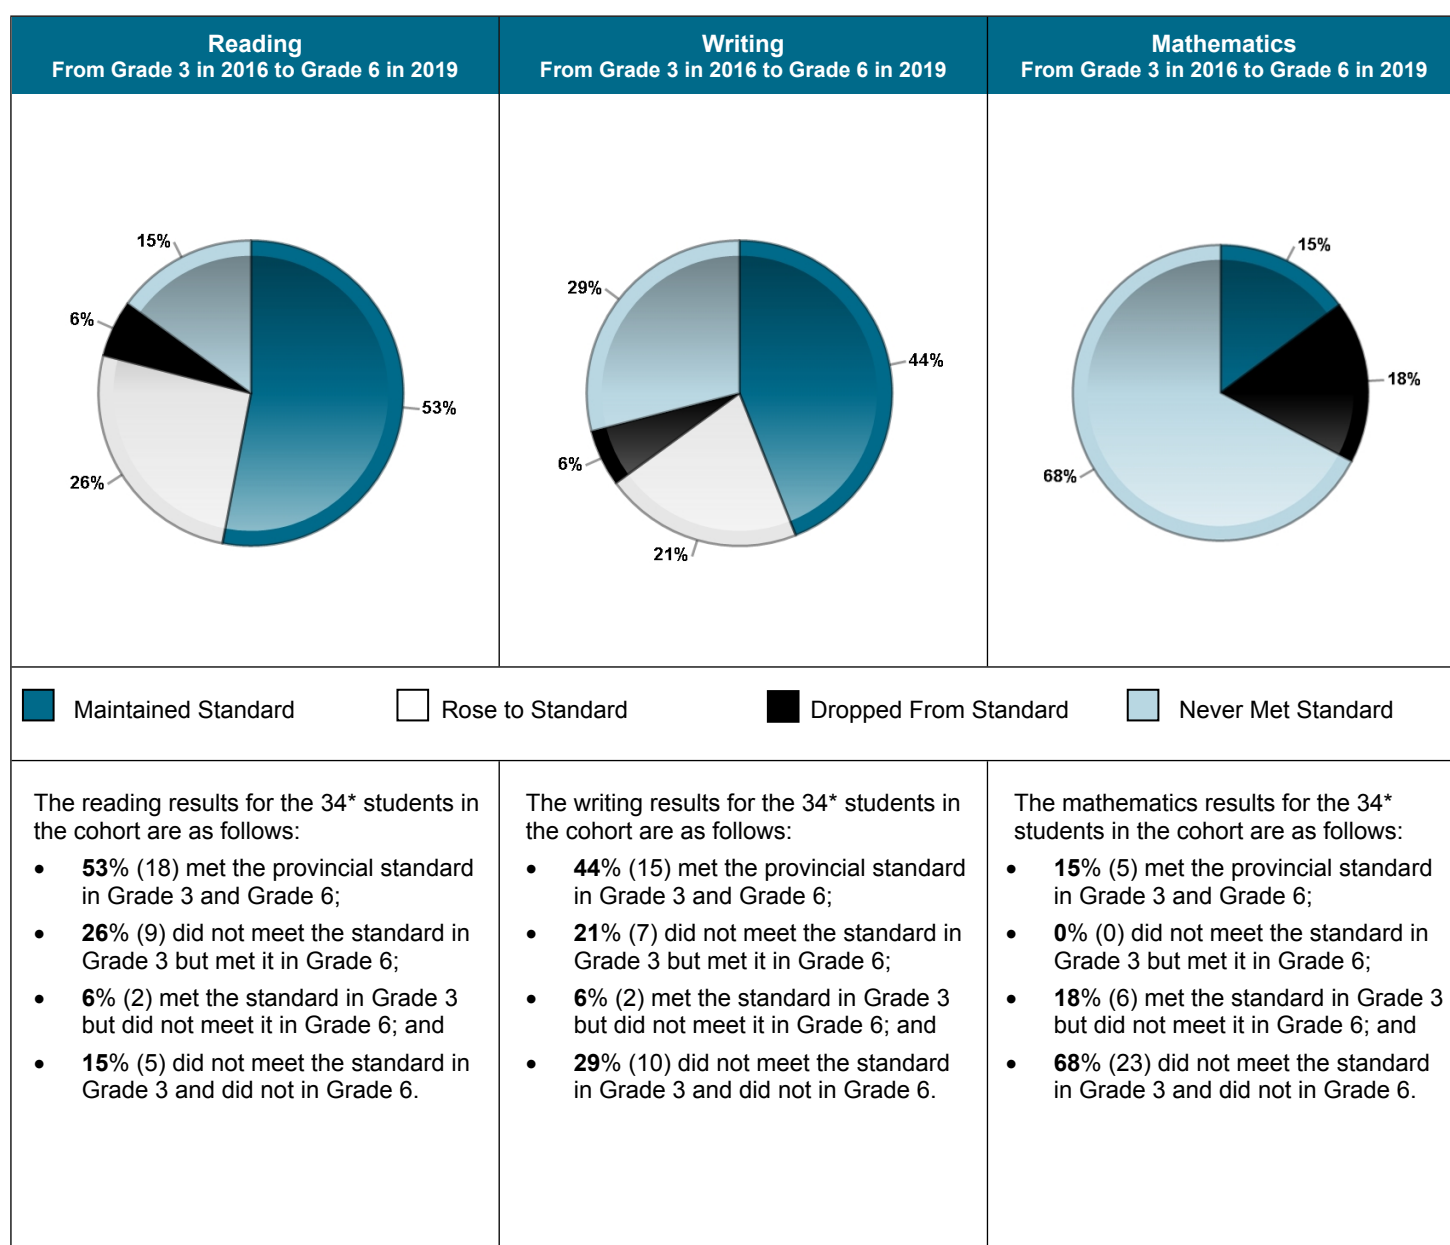 Reading
From Grade 3 in 2016 to Grade 6 in 2019
Writing
From Grade 3 in 2016 to Grade 6 in 2019
Mathematics
From Grade 3 in 2016 to Grade 6 in 2019
15%
6%
26%
53%
29%
6%
21%
44%
15%
18%
68%
Maintained Standard
Rose to Standard
Dropped From Standard
Never Met Standard
The reading results for the 34* students in
the cohort are as follows:
• 53% (18) met the provincial standard
in Grade 3 and Grade 6;
• 26% (9) did not meet the standard in
Grade 3 but met it in Grade 6;
• 6% (2) met the standard in Grade 3
but did not meet it in Grade 6; and
• 15% (5) did not meet the standard in
Grade 3 and did not in Grade 6.
The writing results for the 34* students in
the cohort are as follows:
• 44% (15) met the provincial standard
in Grade 3 and Grade 6;
• 21% (7) did not meet the standard in
Grade 3 but met it in Grade 6;
• 6% (2) met the standard in Grade 3
but did not meet it in Grade 6; and
• 29% (10) did not meet the standard
in Grade 3 and did not in Grade 6.
The mathematics results for the 34*
students in the cohort are as follows:
• 15% (5) met the provincial standard
in Grade 3 and Grade 6;
• 0% (0) did not meet the standard in
Grade 3 but met it in Grade 6;
• 18% (6) met the standard in Grade 3
but did not meet it in Grade 6; and
• 68% (23) did not meet the standard
in Grade 3 and did not in Grade 6.